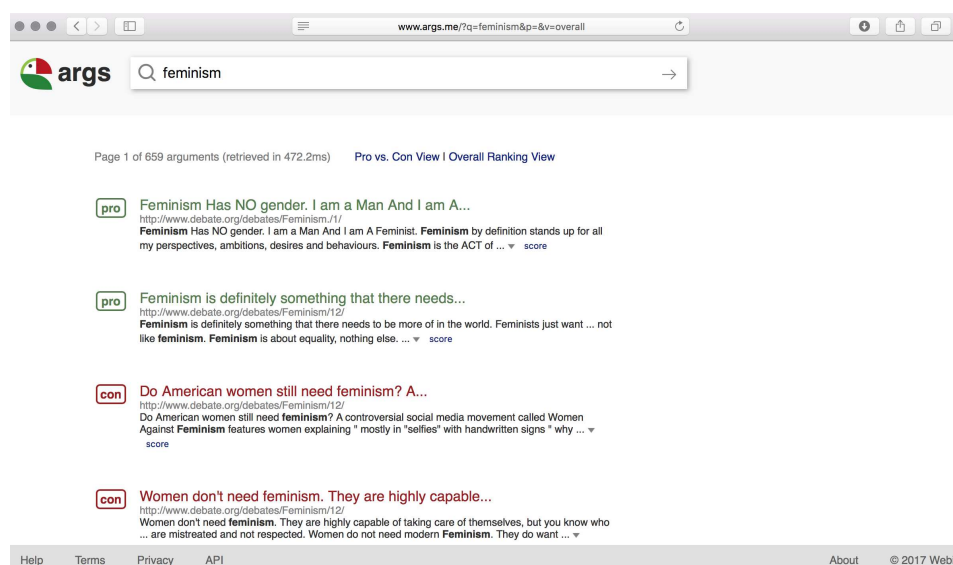 www.args.me/?q=feminism&p=&v=overall
args
feminism
Page 1 of 659 arguments (retrieved in 472.2ms) Pro vs. Con View I Overall Ranking View
pro Feminism Has NO gender. I am a Man And I am A...
http://www.debate.org/debates/Feminism./1/
Feminism Has NO gender. I am a Man And I am A Feminist. Feminism by definition stands up for all
my perspectives, ambitions, desires and behaviours. Feminism is the ACT of ... score
pro Feminism is definitely something that there needs...
http://www.debate.org/debates/Feminism/12/
Feminism is definitely something that there needs to be more of in the world. Feminists just want ... not
like feminism. Feminism is about equality, nothing else. ... score
con Do American women still need feminism? A...
http://www.debate.org/debates/Feminism/12/
Do American women still need feminism? A controversial social media movement called Women
Against Feminism features women explaining " mostly in "selfies" with handwritten signs " why ...
score
con Women don't need feminism. They are highly capable...
http://www.debate.org/debates/Feminism/12/
Women don't need feminism. They are highly capable of taking care of themselves, but you know who
... are mistreated and not respected. Women do not need modern Feminism. They do want ...
Help Terms Privacy API About © 2017 Web